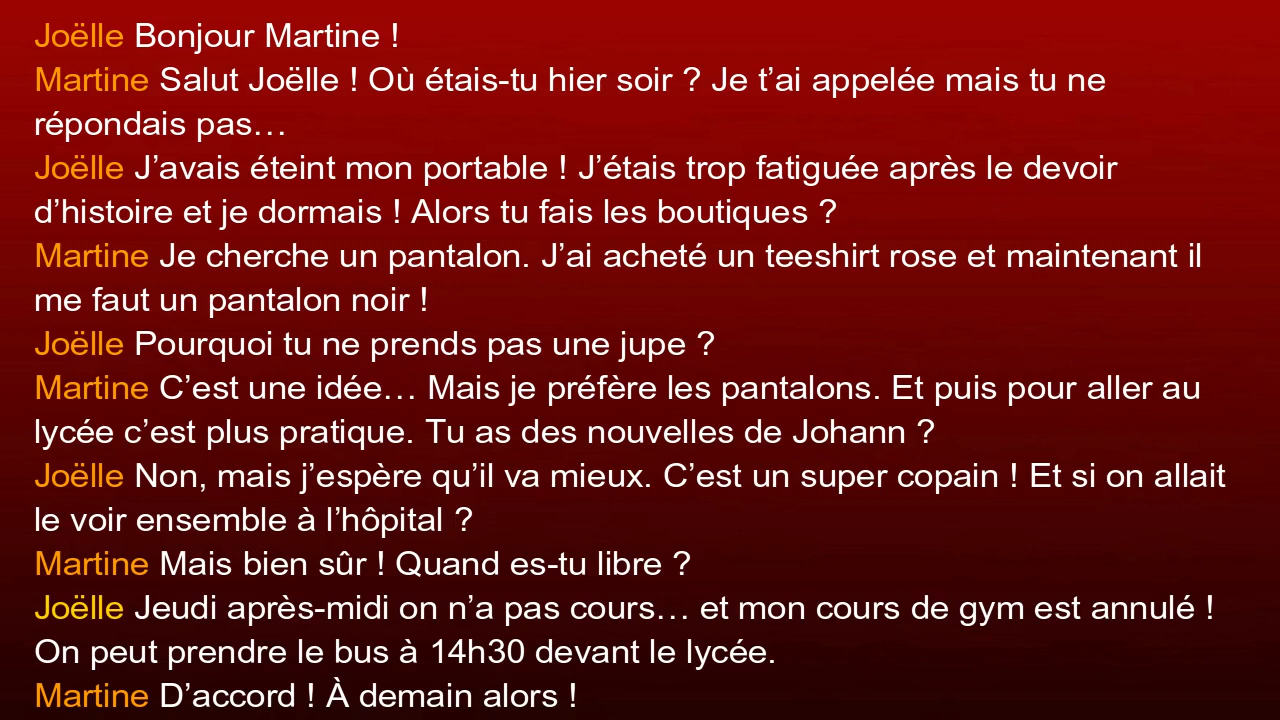 Joëlle Bonjour Martine !
Martine Salut Joëlle ! Où étais-tu hier soir ? Je t’ai appelée mais tu ne
répondais pas…
Joëlle J’avais éteint mon portable ! J’étais trop fatiguée après le devoir
d’histoire et je dormais ! Alors tu fais les boutiques ?
Martine Je cherche un pantalon. J’ai acheté un teeshirt rose et maintenant il
me faut un pantalon noir !
Joëlle Pourquoi tu ne prends pas une jupe ?
Martine C’est une idée… Mais je préfère les pantalons. Et puis pour aller au
lycée c’est plus pratique. Tu as des nouvelles de Johann ?
Joëlle Non, mais j’espère qu’il va mieux. C’est un super copain ! Et si on allait
le voir ensemble à l’hôpital ?
Martine Mais bien sûr ! Quand es-tu libre ?
Joëlle Jeudi après-midi on n’a pas cours… et mon cours de gym est annulé !
On peut prendre le bus à 14h30 devant le lycée.
Martine D’accord ! À demain alors !